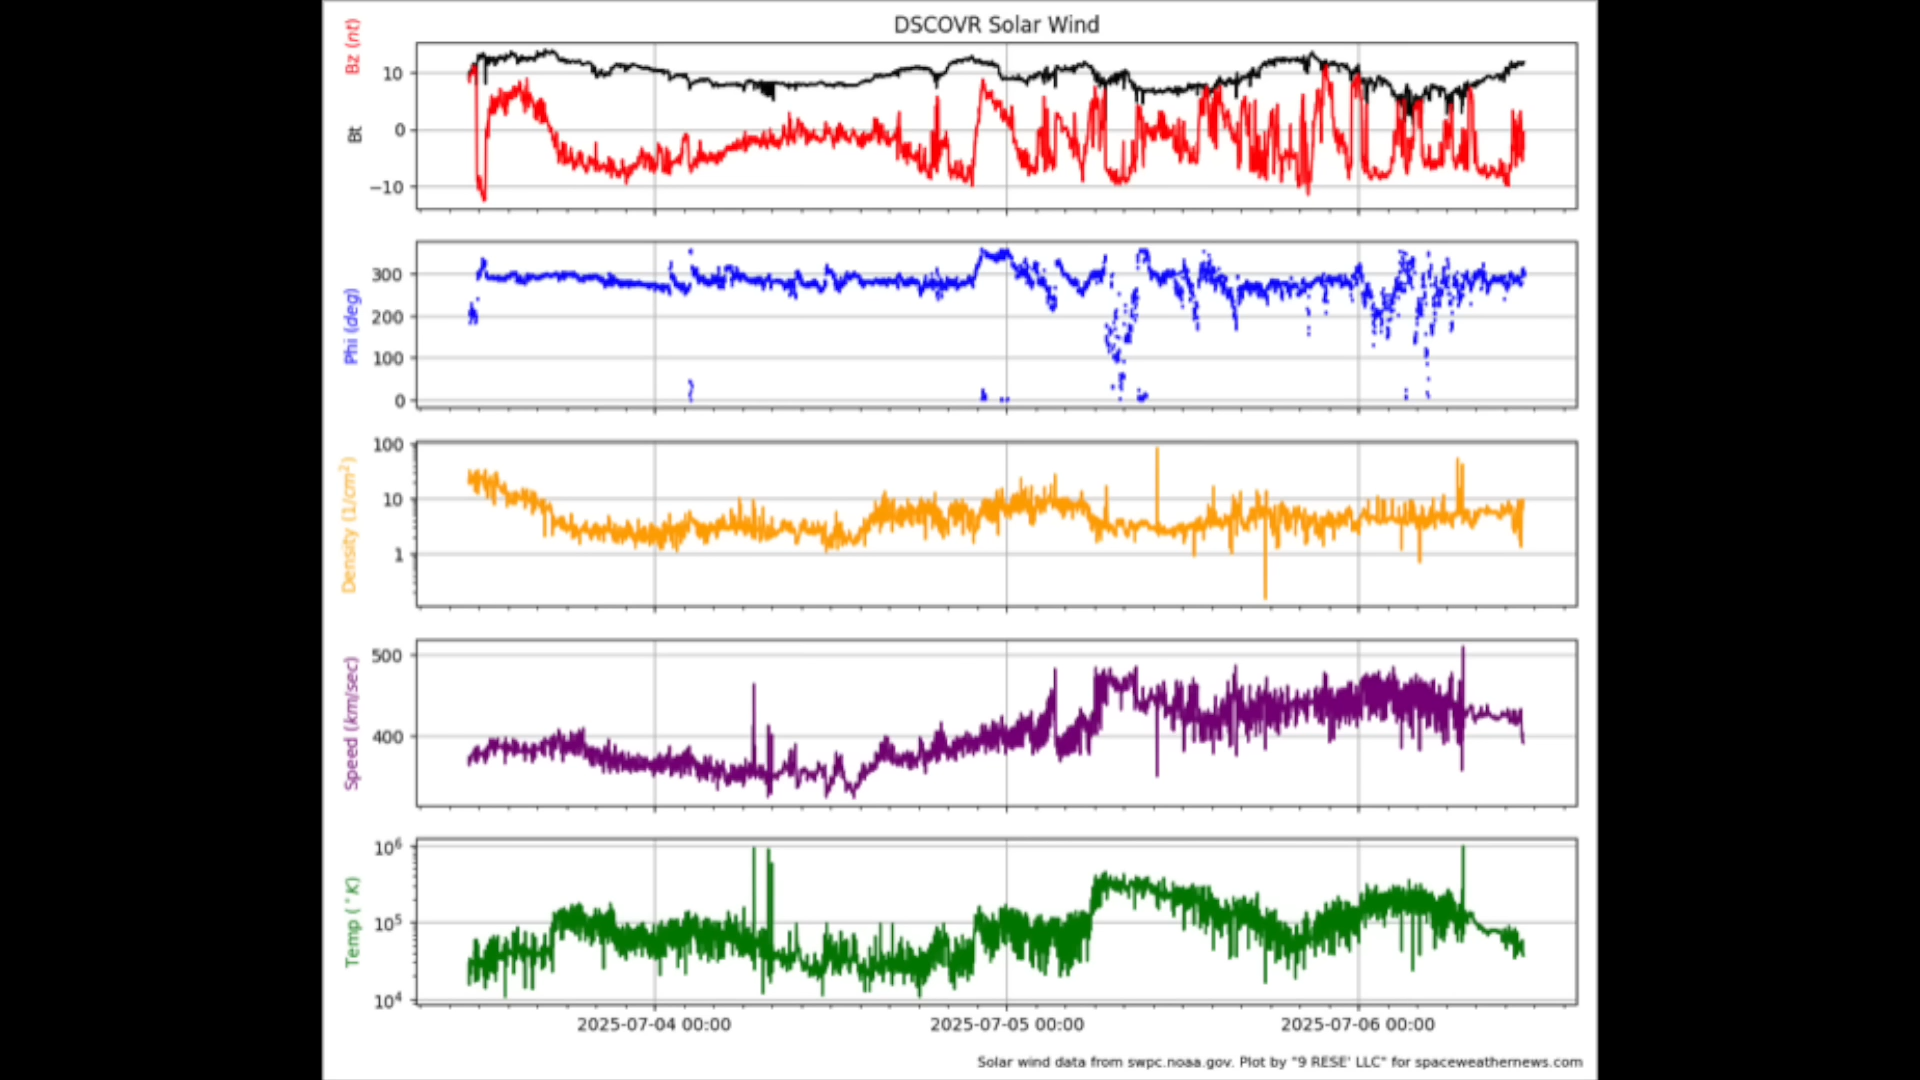 DSCOVR Solar Wind
Bt Bz (nt)
10
0
−10
Phi (deg)
300
200
100
0
Density (1/cm²)
100
10
1
Speed (km/sec)
500
400
Temp (°K)
10⁶
10⁵
10⁴
2025-07-04 00:00 2025-07-05 00:00 2025-07-06 00:00
Solar wind data from swpc.noaa.gov. Plot by "9 RESE' LLC" for spaceweathernews.com